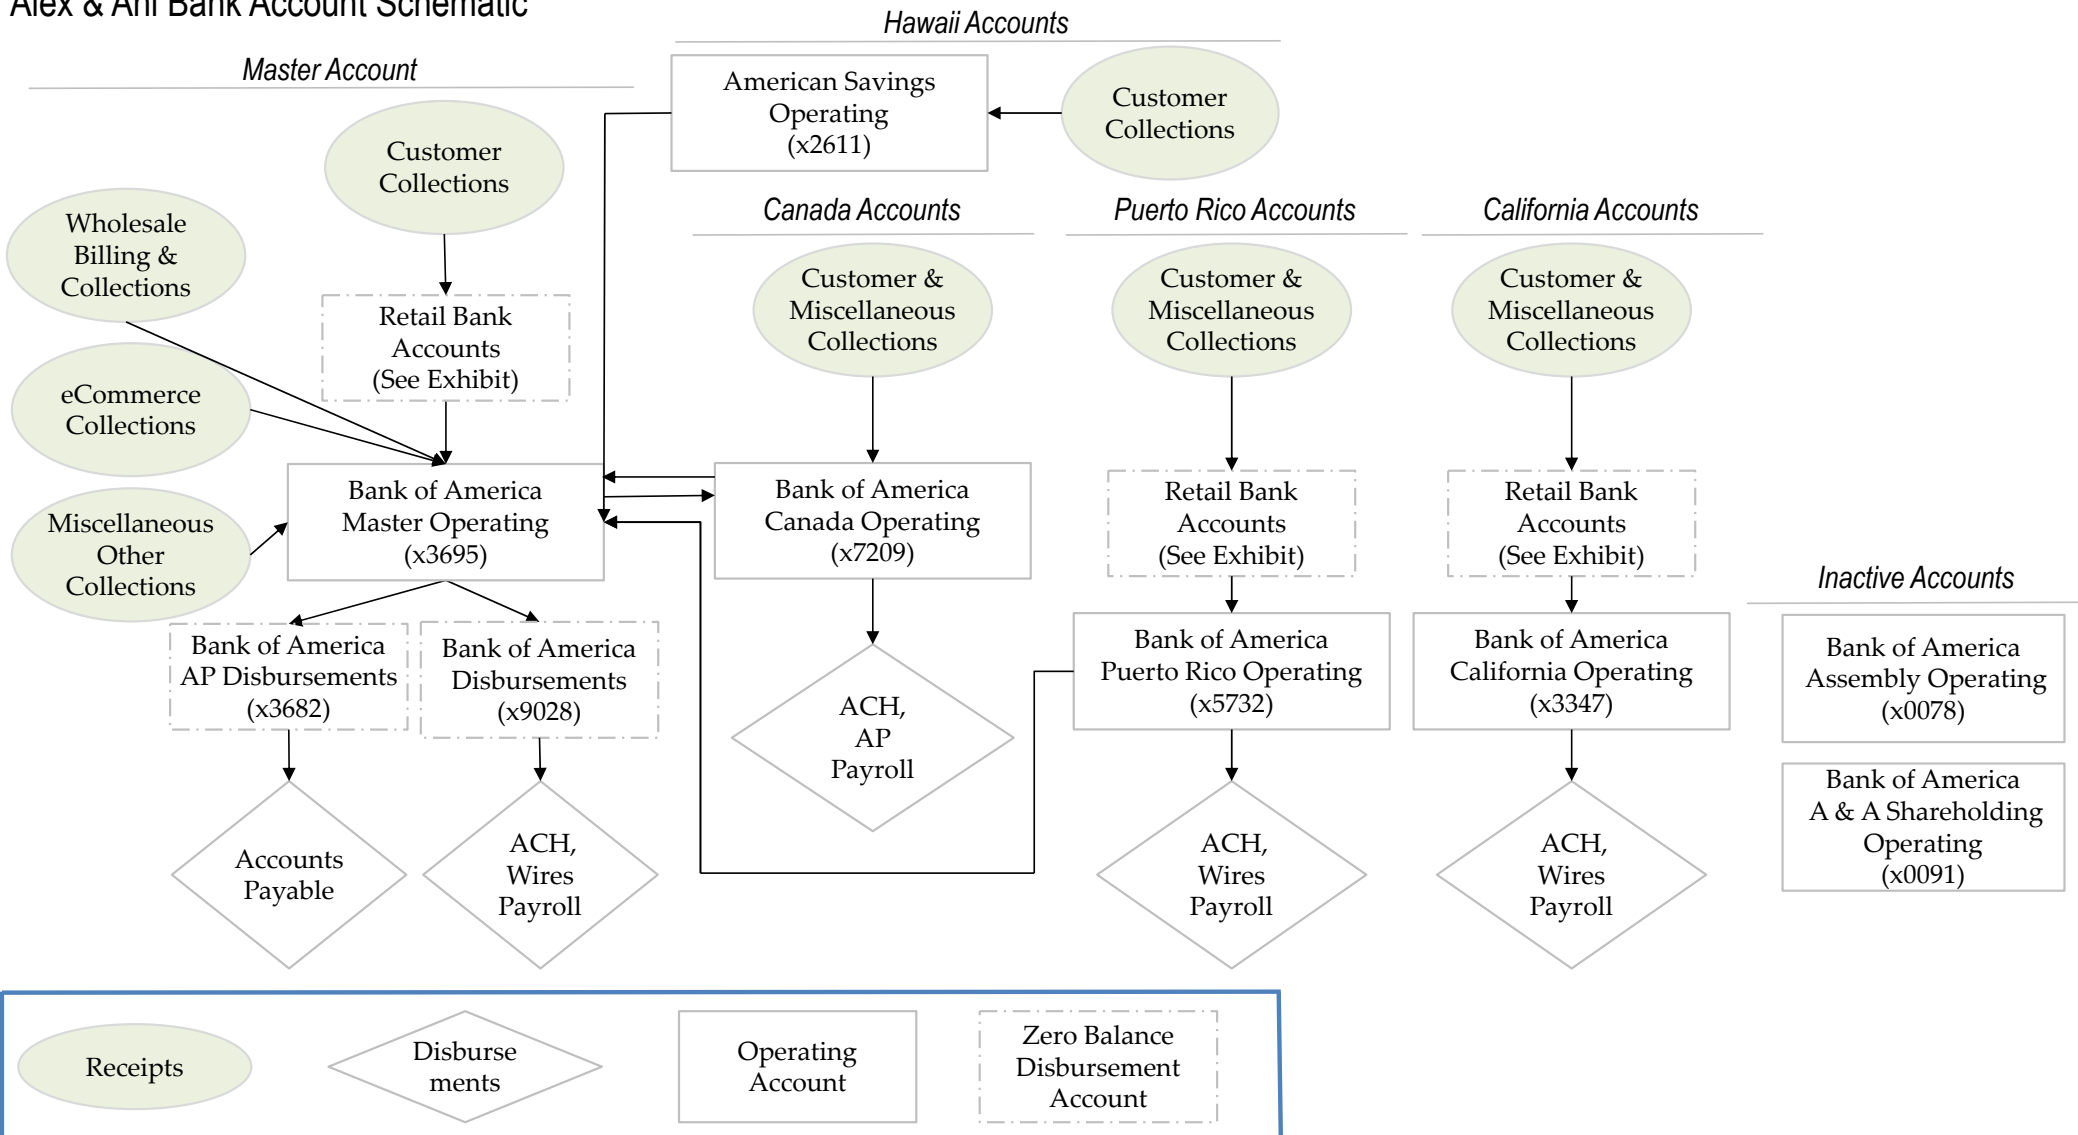 Alex & Ani Bank Account Schematic
Hawaii Accounts
Master Account
American Savings
Operating
(x2611)
Customer
Collections
Customer
Collections
Wholesale
Billing &
Collections
Canada Accounts
Puerto Rico Accounts
California Accounts
Customer &
Miscellaneous
Collections
Customer &
Miscellaneous
Collections
Customer &
Miscellaneous
Collections
Retail Bank
Accounts
(See Exhibit)
eCommerce
Collections
Miscellaneous
Other
Collections
Bank of America
Master Operating
(x3695)
Bank of America
Canada Operating
(x7209)
Retail Bank
Accounts
(See Exhibit)
Retail Bank
Accounts
(See Exhibit)
Inactive Accounts
Bank of America
AP Disbursements
(x3682)
Bank of America
Disbursements
(x9028)
Bank of America
Puerto Rico Operating
(x5732)
Bank of America
California Operating
(x3347)
Bank of America
Assembly Operating
(x0078)
ACH,
AP
Payroll
Bank of America
A & A Shareholding
Operating
(x0091)
Accounts
Payable
ACH,
Wires
Payroll
ACH,
Wires
Payroll
ACH,
Wires
Payroll
Receipts
Disburse
ments
Operating
Account
Zero Balance
Disbursement
Account